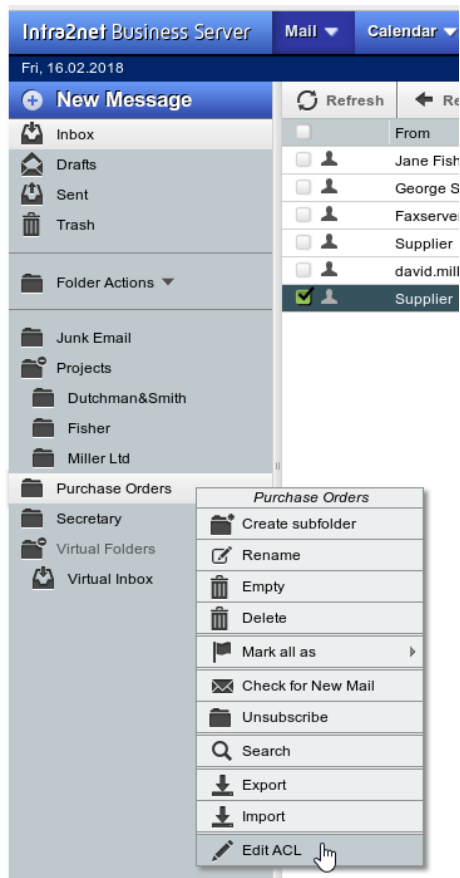 Intra2net Business Server Mail Calendar
Fri, 16.02.2018
New Message Refresh
Inbox From
Drafts Jane
Sent George
Trash
Supplier
Folder Actions
Supplier
Junk Email
Projects
Dutchman&Smith
Fisher
Miller Ltd
Purchase Orders
Purchase Orders
Secretary
Create subfolder
Virtual Folders
Rename
Virtual Inbox
Empty
Delete
Mark all as
Check for New Mail
Unsubscribe
Search
Export
Import
Edit ACL